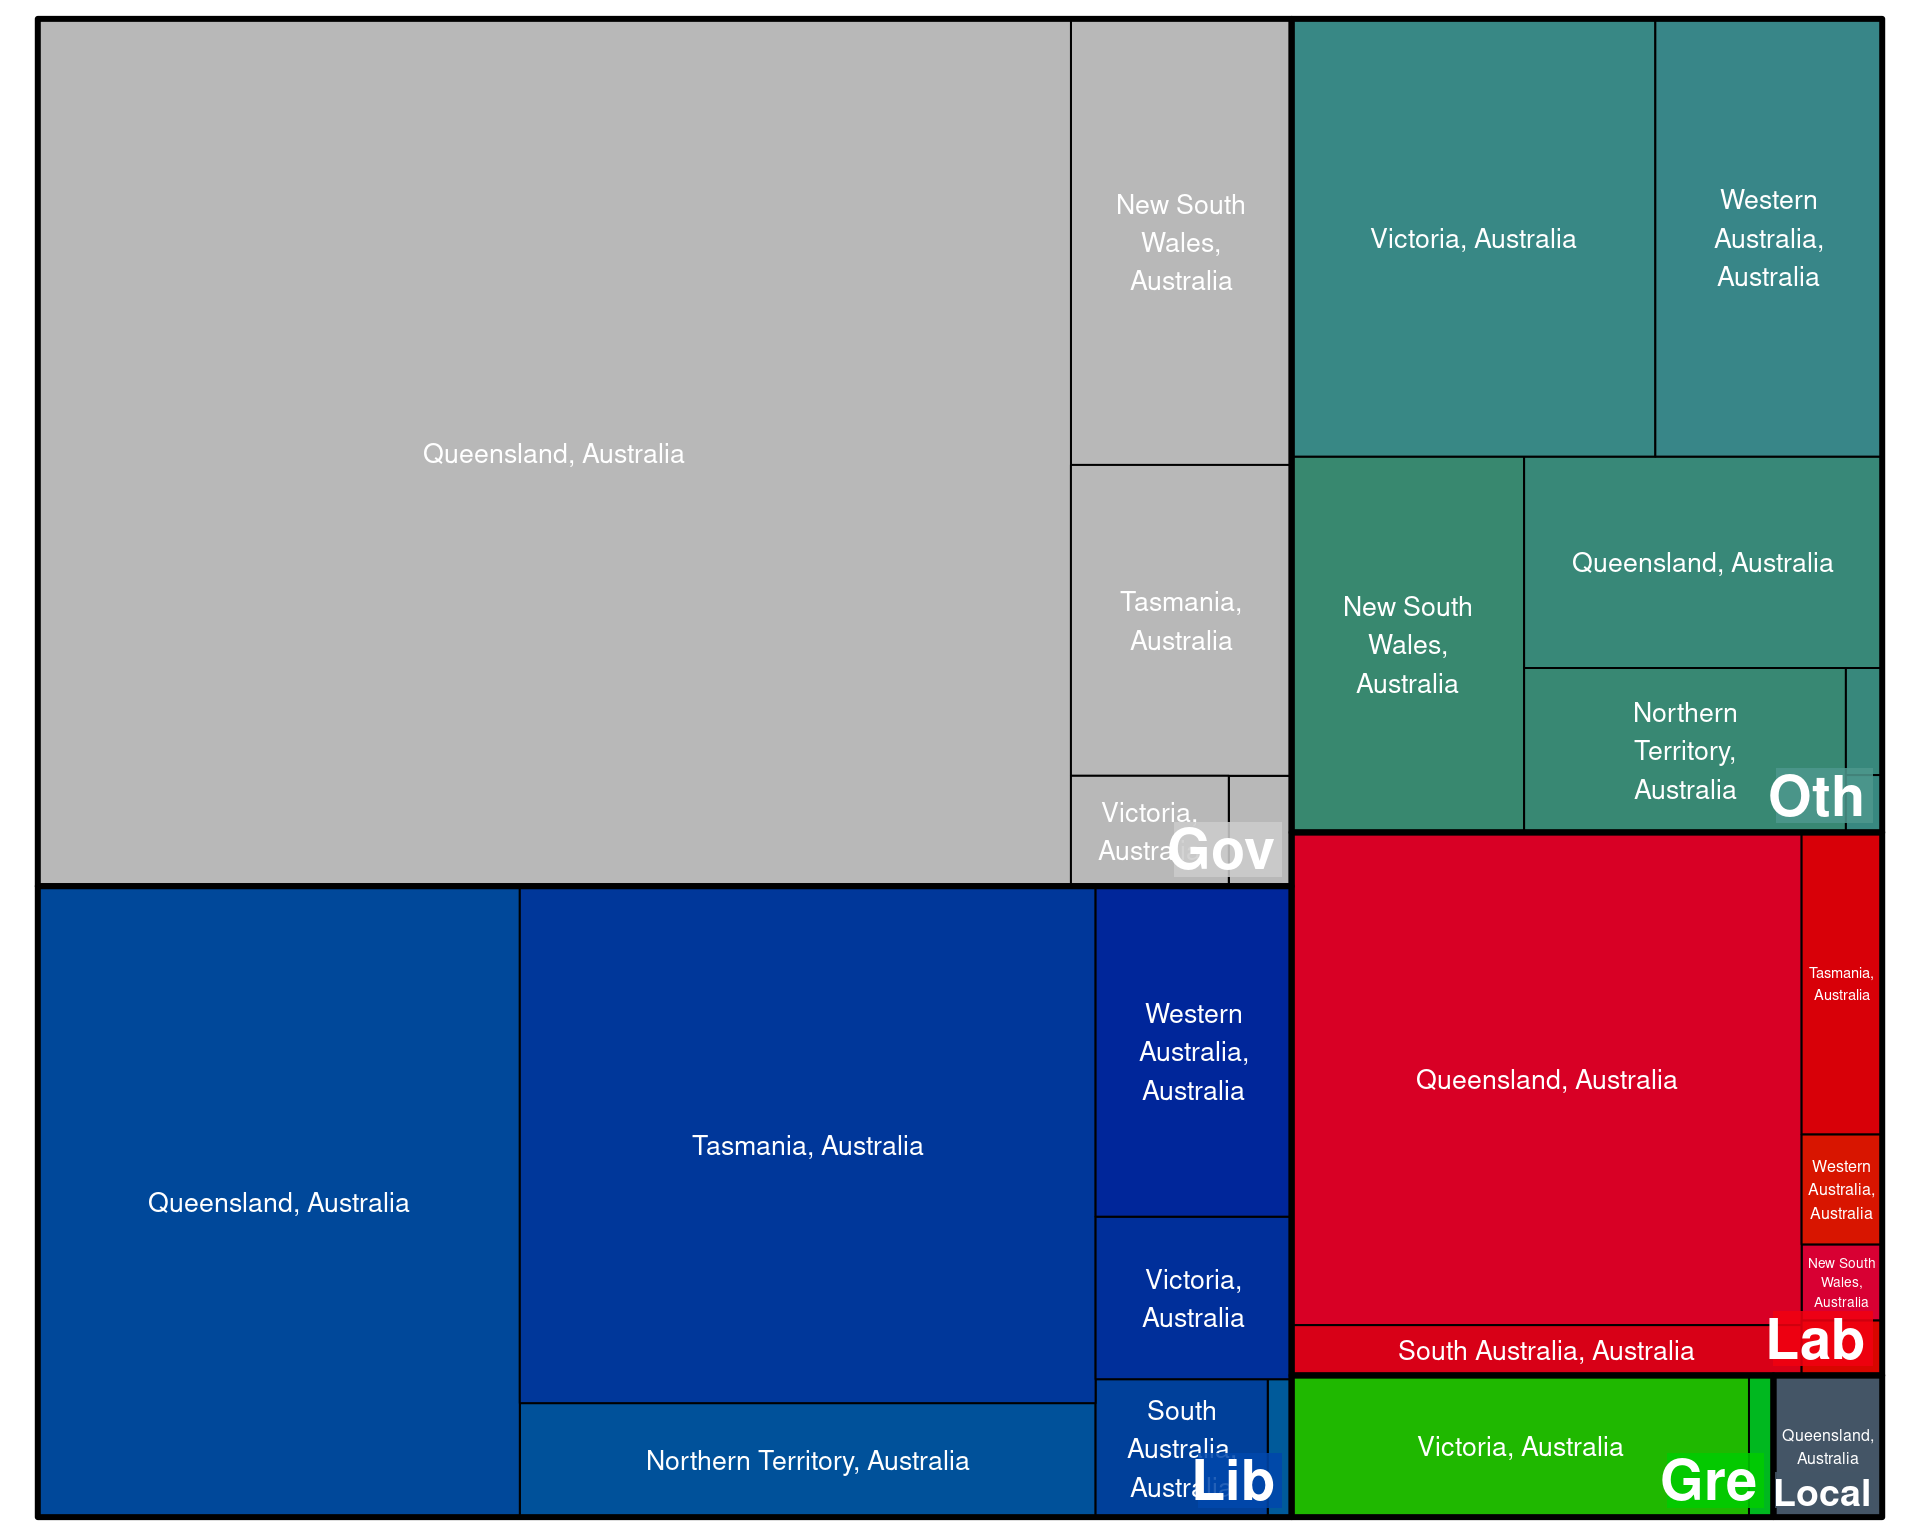 Queensland, Australia
New South
Wales,
Australia
Tasmania,
Australia
Victoria,
Australia
Gov
Victoria, Australia
Western
Australia,
Australia
New South
Wales,
Australia
Queensland, Australia
Northern
Territory,
Australia
Oth
Queensland, Australia
Tasmania, Australia
Northern Territory, Australia
Western
Australia,
Australia
Victoria,
Australia
South
Australia,
Australia
Lib
Queensland, Australia
Tasmania,
Australia
Western
Australia,
Australia
New South
Wales,
Australia
South Australia, Australia
Lab
Victoria, Australia
Gre
Queensland,
Australia
Local